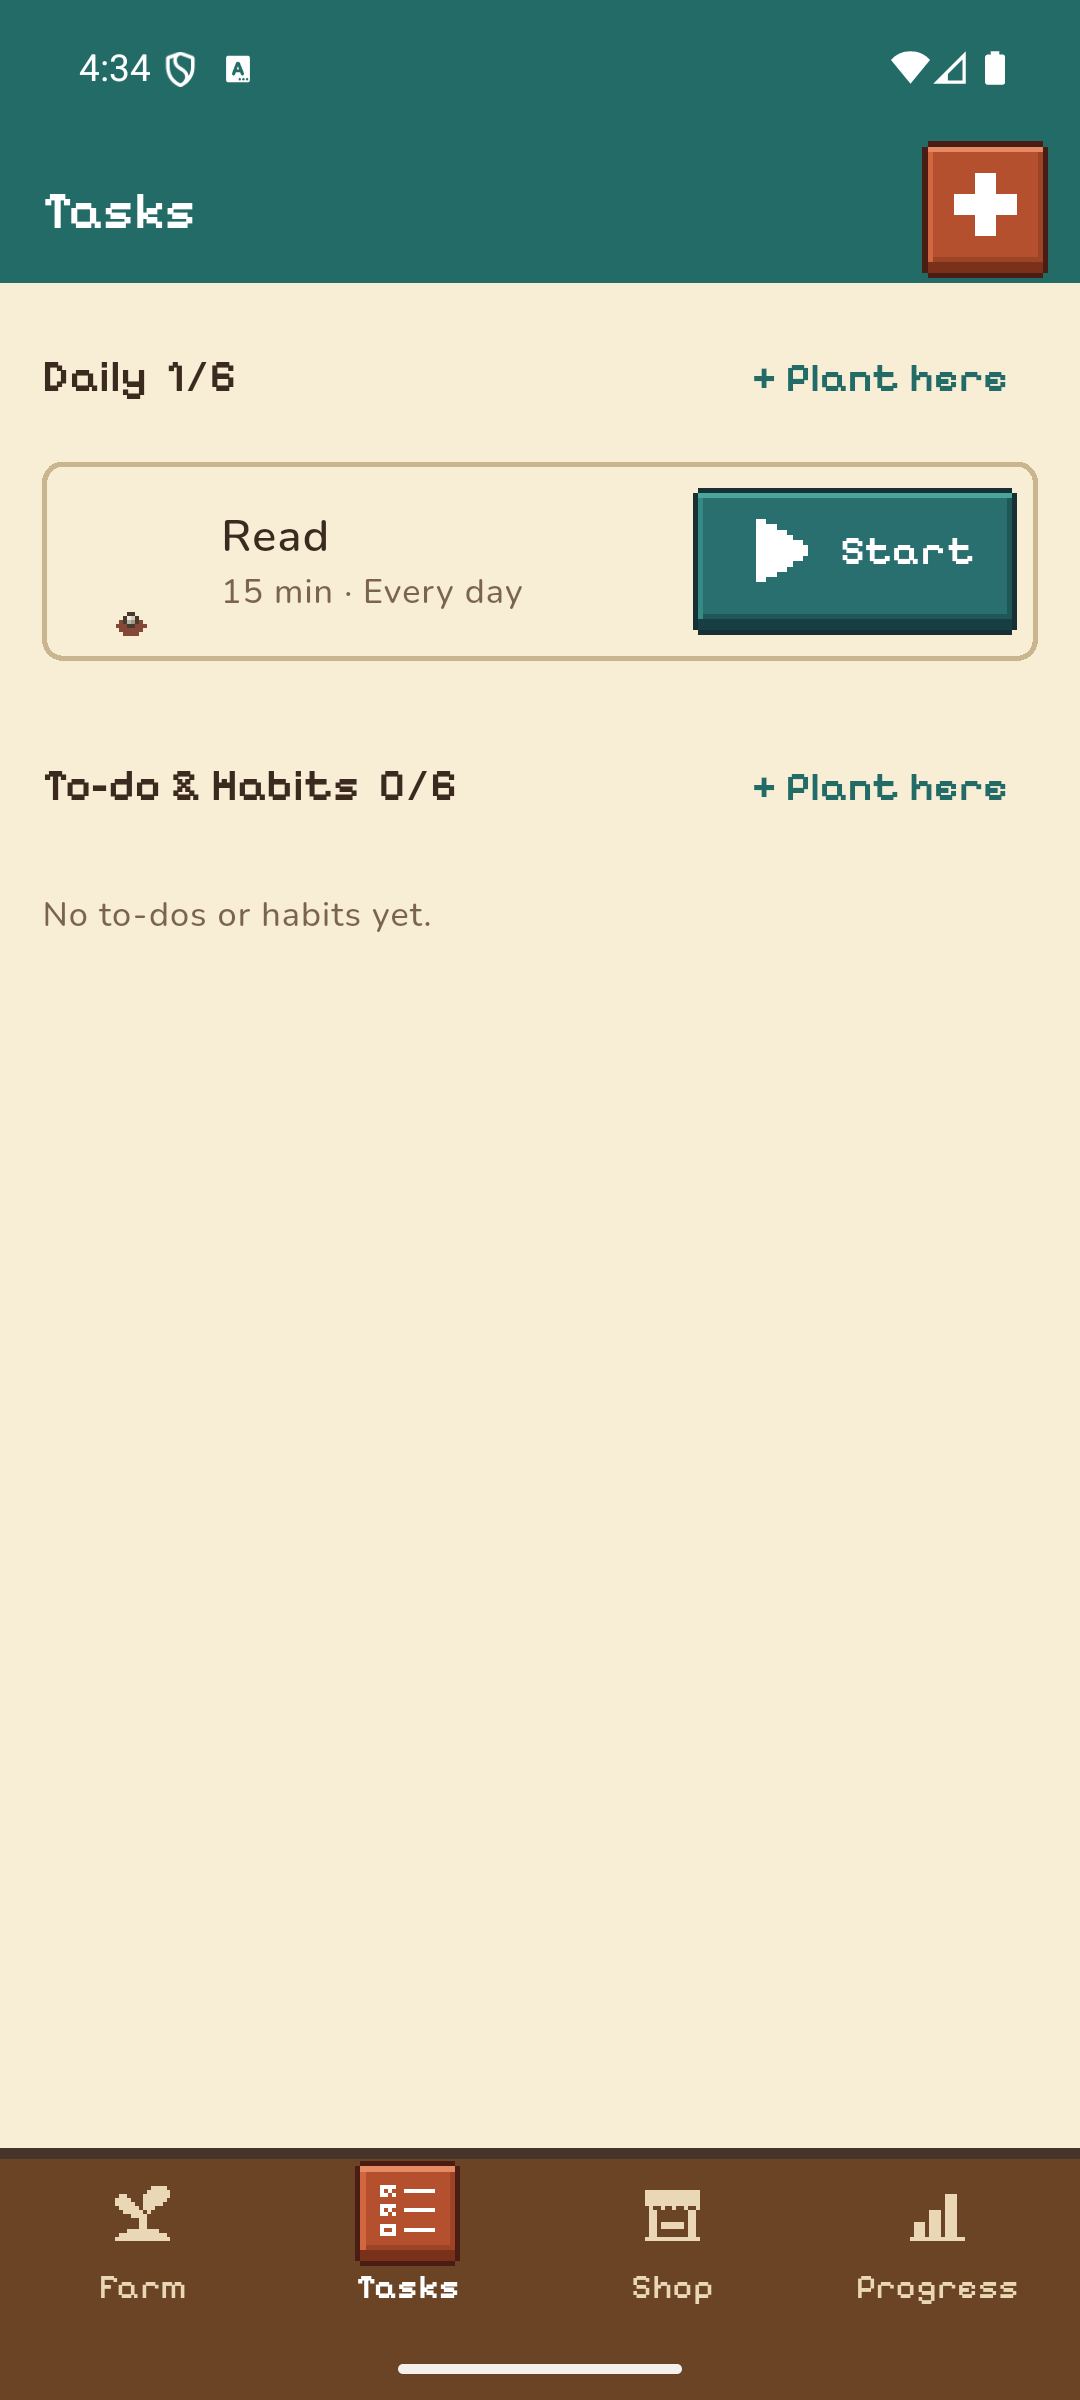 4:34
Tasks
Daily 1/6
+ Plant here
Read
15 min · Every day
Start
To-do & Habits 0/6
+ Plant here
No to-dos or habits yet.
Farm
Tasks
Shop
Progress